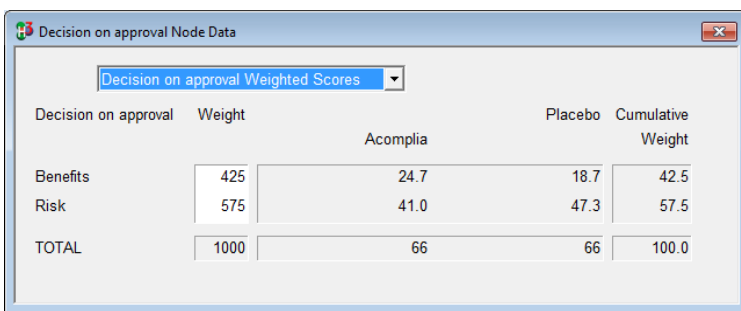 Decision on approval Node Data
Decision on approval Weighted Scores
Decision on approval Weight Placebo Cumulative
Acomplia Weight
Benefits 425 24.7 18.7 42.5
Risk 575 41.0 47.3 57.5
TOTAL 1000 66 66 100.0